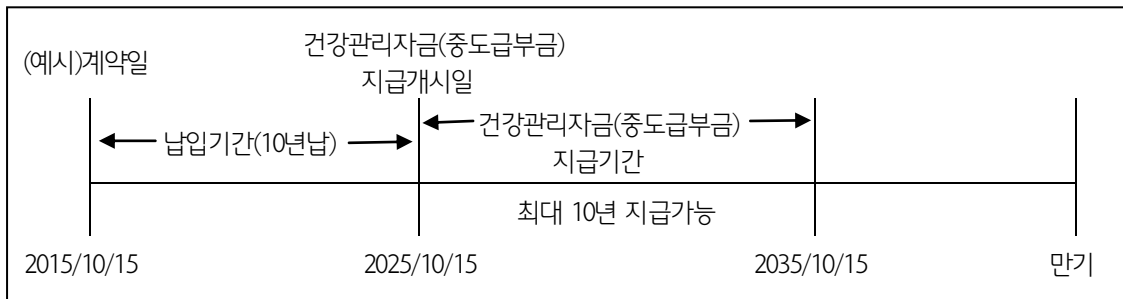 (예시)계약일
건강관리자금(중도급부금)
지급개시일
납입기간(10년납)
건강관리자금(중도급부금)
지급기간
최대 10년 지급가능
2015/10/15
2025/10/15
2035/10/15
만기